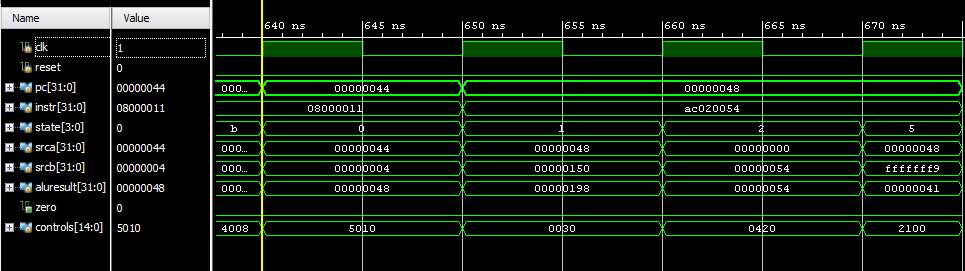 Name Value 640 ns 645 ns 650 ns 655 ns 660 ns 665 ns 670 ns
clk 1
reset 0
pc[31:0] 00000044 000... 00000044 00000048
instr[31:0] 08000011 08000011 ac020054
state[3:0] 0 b 0 1 2 5
srca[31:0] 00000044 000... 00000044 00000048 00000000 00000048
srcb[31:0] 00000004 000... 00000004 00000150 00000054 fffffff9
aluresult[31:0] 00000048 000... 00000048 00000198 00000054 00000041
zero 0
controls[14:0] 5010 4008 5010 0030 0420 2100